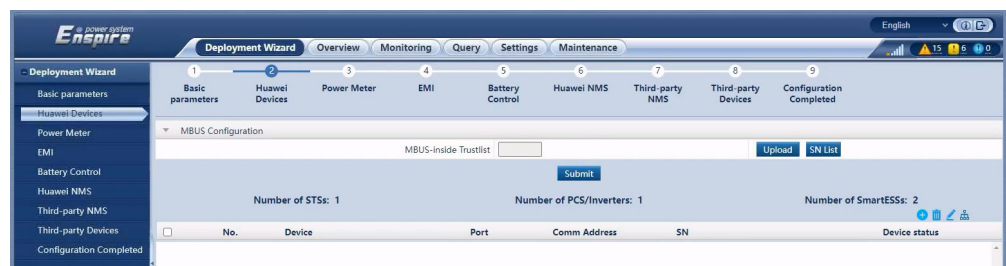 @ power system
Enspire
English
Deployment Wizard Overview Monitoring Query Settings Maintenance
15 6 0
Deployment Wizard
Basic parameters
Huawei Devices
Power Meter
EMI
Battery Control
Huawei NMS
Third-party NMS
Third-party Devices
Configuration Completed
1 2 3 4 5 6 7 8 9
Basic parameters
Huawei Devices
Power Meter
EMI
Battery Control
Huawei NMS
Third-party NMS
Third-party Devices
Configuration Completed
MBUS Configuration
MBUS-inside Trustlist Upload SN List
Submit
Number of STSs: 1 Number of PCS/Inverters: 1 Number of SmartESSs: 2
No. Device Port Comm Address SN Device status